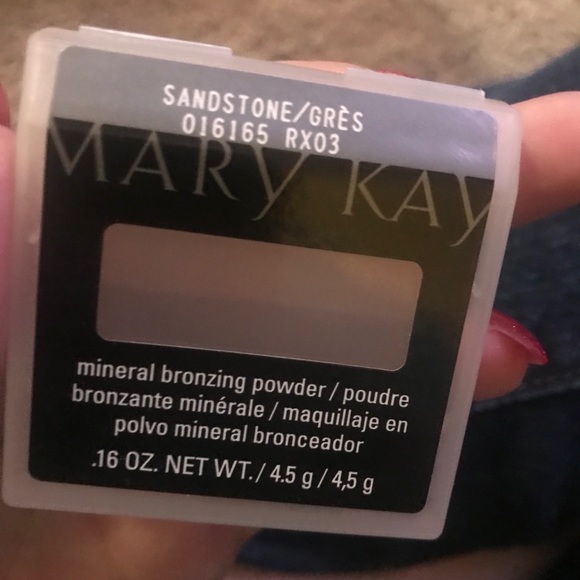 SANDSTONE/GRÈS
016165 RX03
MARY KAY
mineral bronzing powder / poudre
bronzante minérale / maquillaje en
polvo mineral bronceador
.16 OZ. NET WT. / 4.5 g / 4,5 g